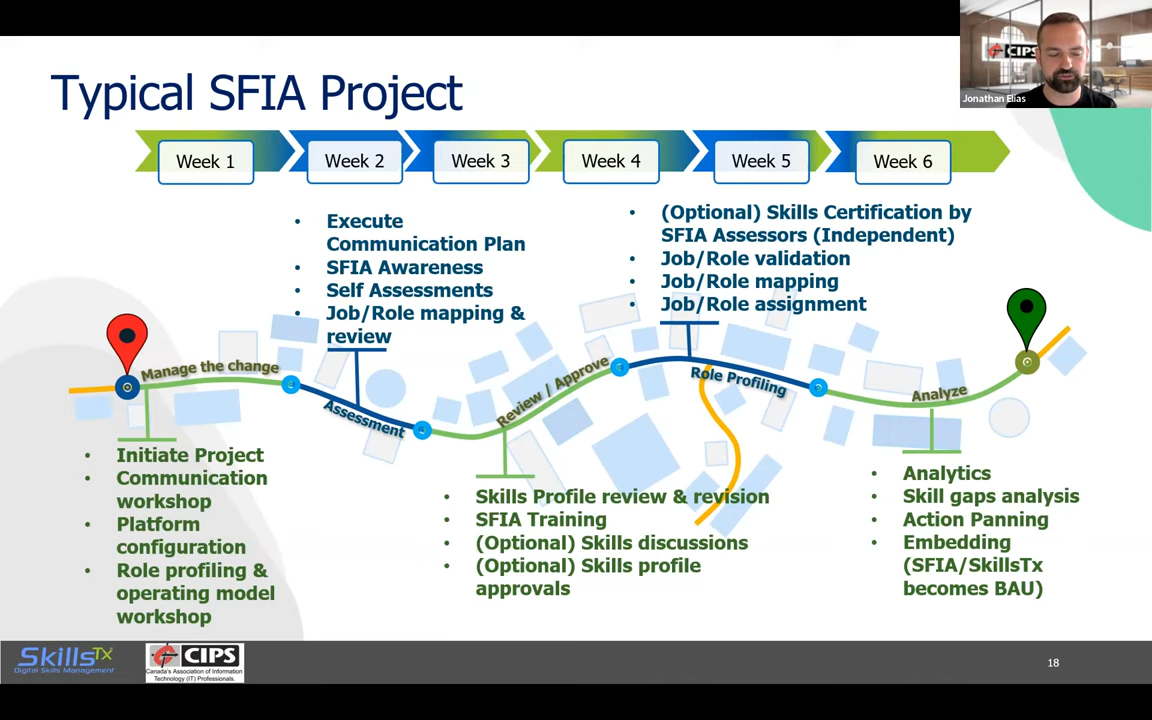 CIPS
Jonathan Elias
Typical SFIA Project
Week 1
Week 2
Week 3
Week 4
Week 5
Week 6
• Execute
Communication Plan
• SFIA Awareness
• Self Assessments
• Job/Role mapping &
review
• (Optional) Skills Certification by
SFIA Assessors (Independent)
• Job/Role validation
• Job/Role mapping
• Job/Role assignment
Manage the change
Assessment
Review / Approve
Role Profiling
Analyze
• Initiate Project
• Communication
workshop
• Platform
configuration
• Role profiling &
operating model
workshop
• Skills Profile review & revision
• SFIA Training
• (Optional) Skills discussions
• (Optional) Skills profile
approvals
• Analytics
• Skill gaps analysis
• Action Panning
• Embedding
(SFIA/SkillsTx
becomes BAU)
SkillsTX
Digital Skills Management
CIPS
Canada's Association of Information
Technology (IT) Professionals.
18